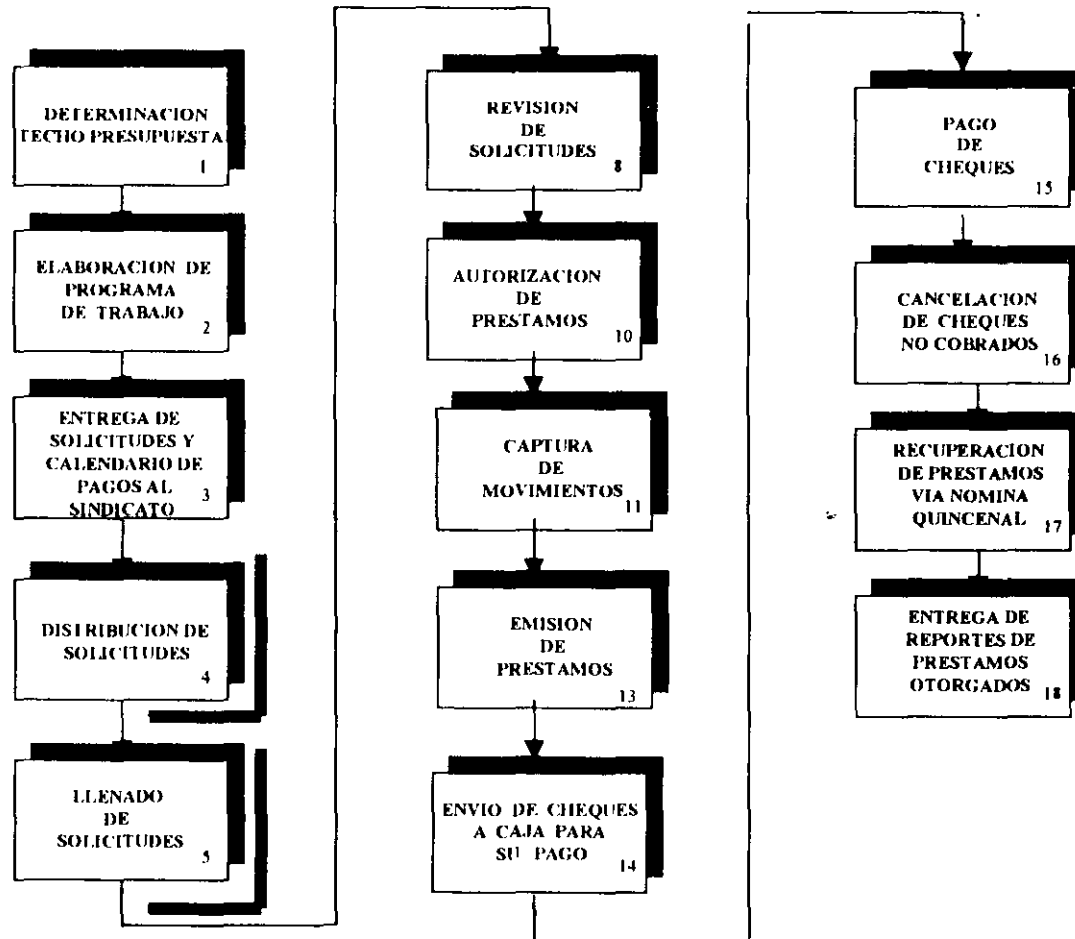 DETERMINACION
TECHO PRESUPUESTA
1
ELABORACION DE
PROGRAMA
DE TRABAJO
2
ENTREGA DE
SOLICITUDES Y
CALENDARIO DE
PAGOS AL
SINDICATO
3
DISTRIBUCION DE
SOLICITUDES
4
LLENADO
DE
SOLICITUDES
5
REVISION
DE
SOLICITUDES
8
AUTORIZACION
DE
PRESTAMOS
10
CAPTURA
DE
MOVIMIENTOS
11
EMISION
DE
PRESTAMOS
13
ENVIO DE CHEQUES
A CAJA PARA
SU PAGO
14
PAGO
DE
CHEQUES
15
CANCELACION
DE CHEQUES
NO COBRADOS
16
RECUPERACION
DE PRESTAMOS
VIA NOMINA
QUINCENAL
17
ENTREGA DE
REPORTES DE
PRESTAMOS
OTORGADOS
18